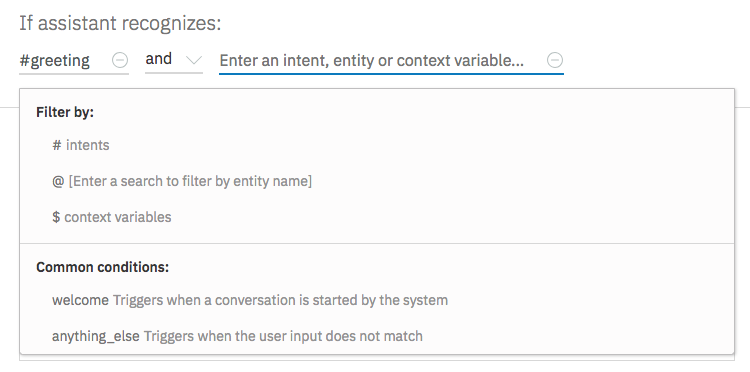 If assistant recognizes:
#greeting and Enter an intent, entity or context variable...
Filter by:
# intents
@ [Enter a search to filter by entity name]
$ context variables
Common conditions:
welcome Triggers when a conversation is started by the system
anything_else Triggers when the user input does not match